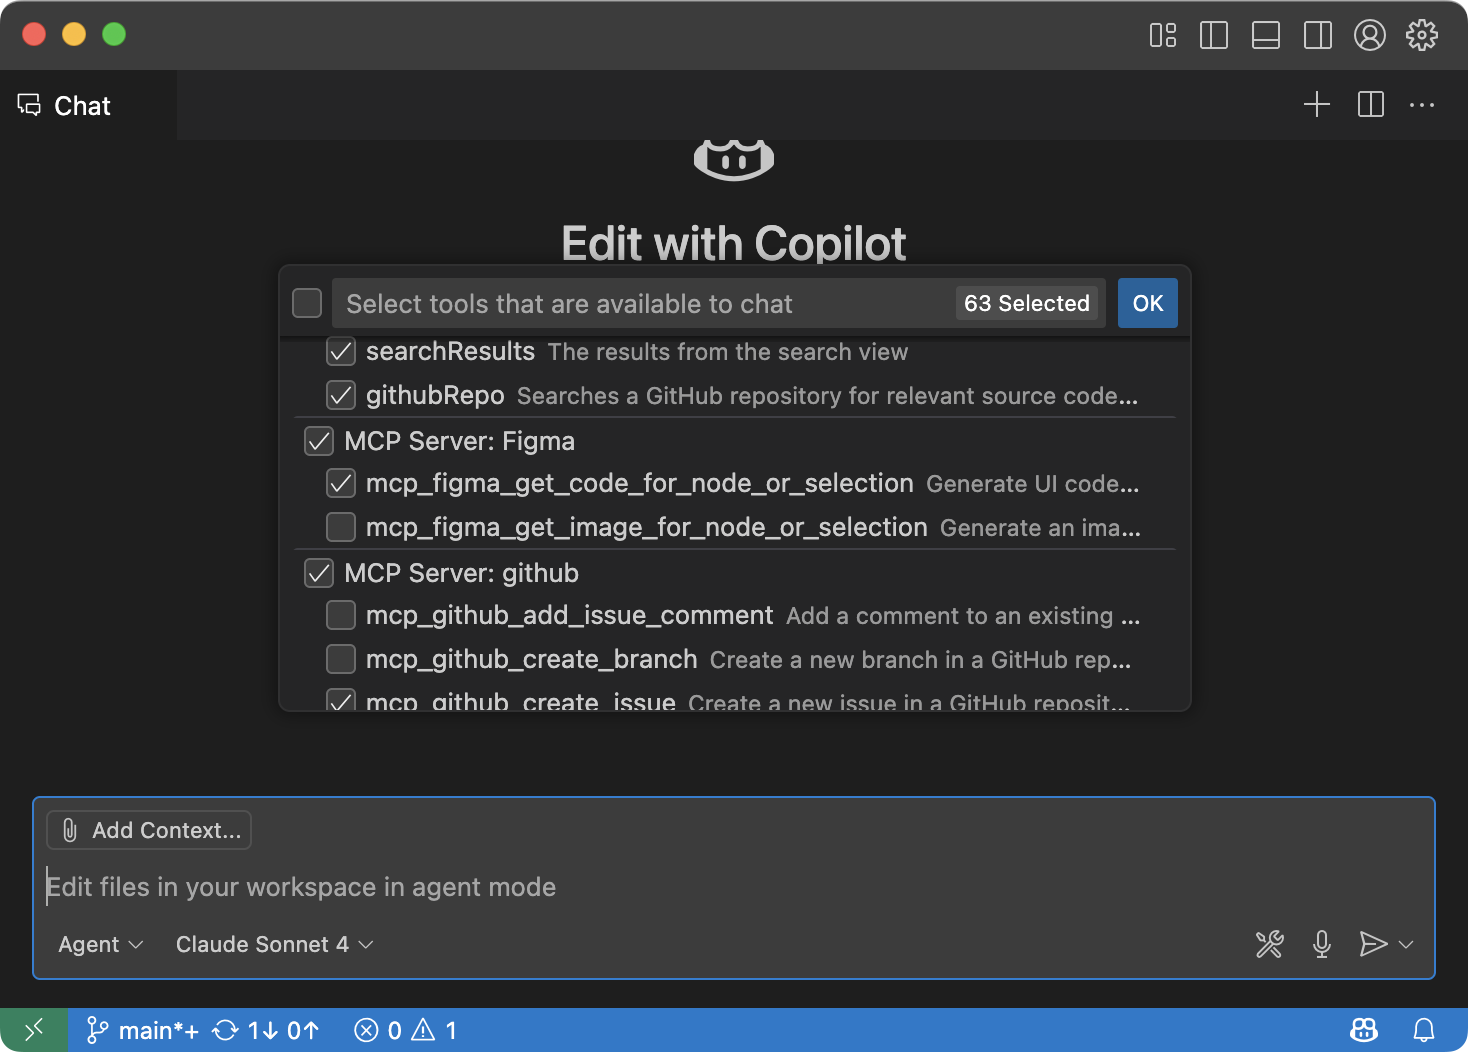 Chat
Edit with Copilot
Select tools that are available to chat 63 Selected OK
searchResults The results from the search view
githubRepo Searches a GitHub repository for relevant source code...
MCP Server: Figma
mcp_figma_get_code_for_node_or_selection Generate UI code...
mcp_figma_get_image_for_node_or_selection Generate an ima...
MCP Server: github
mcp_github_add_issue_comment Add a comment to an existing ...
mcp_github_create_branch Create a new branch in a GitHub rep...
mcp_github_create_issue Create a new issue in a GitHub reposit...
Add Context...
Edit files in your workspace in agent mode
Agent Claude Sonnet 4
main*+ 1↓ 0↑ 0 1